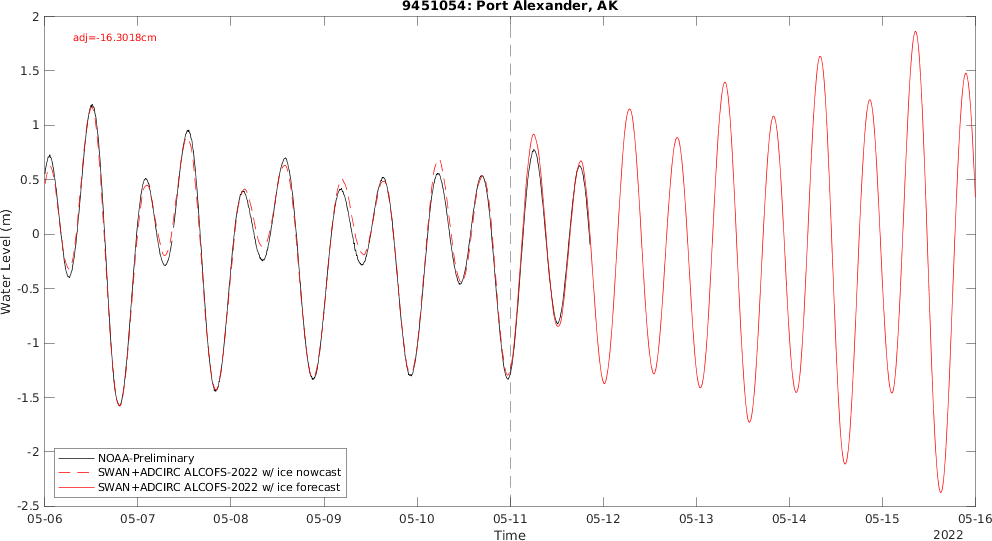 9451054: Port Alexander, AK
adj=-16.3018cm
2
1.5
1
0.5
0
-0.5
-1
-1.5
-2
-2.5
Water Level (m)
NOAA-Preliminary
SWAN+ADCIRC ALCOFS-2022 w/ ice nowcast
SWAN+ADCIRC ALCOFS-2022 w/ ice forecast
05-06 05-07 05-08 05-09 05-10 05-11 05-12 05-13 05-14 05-15 05-16
Time
2022